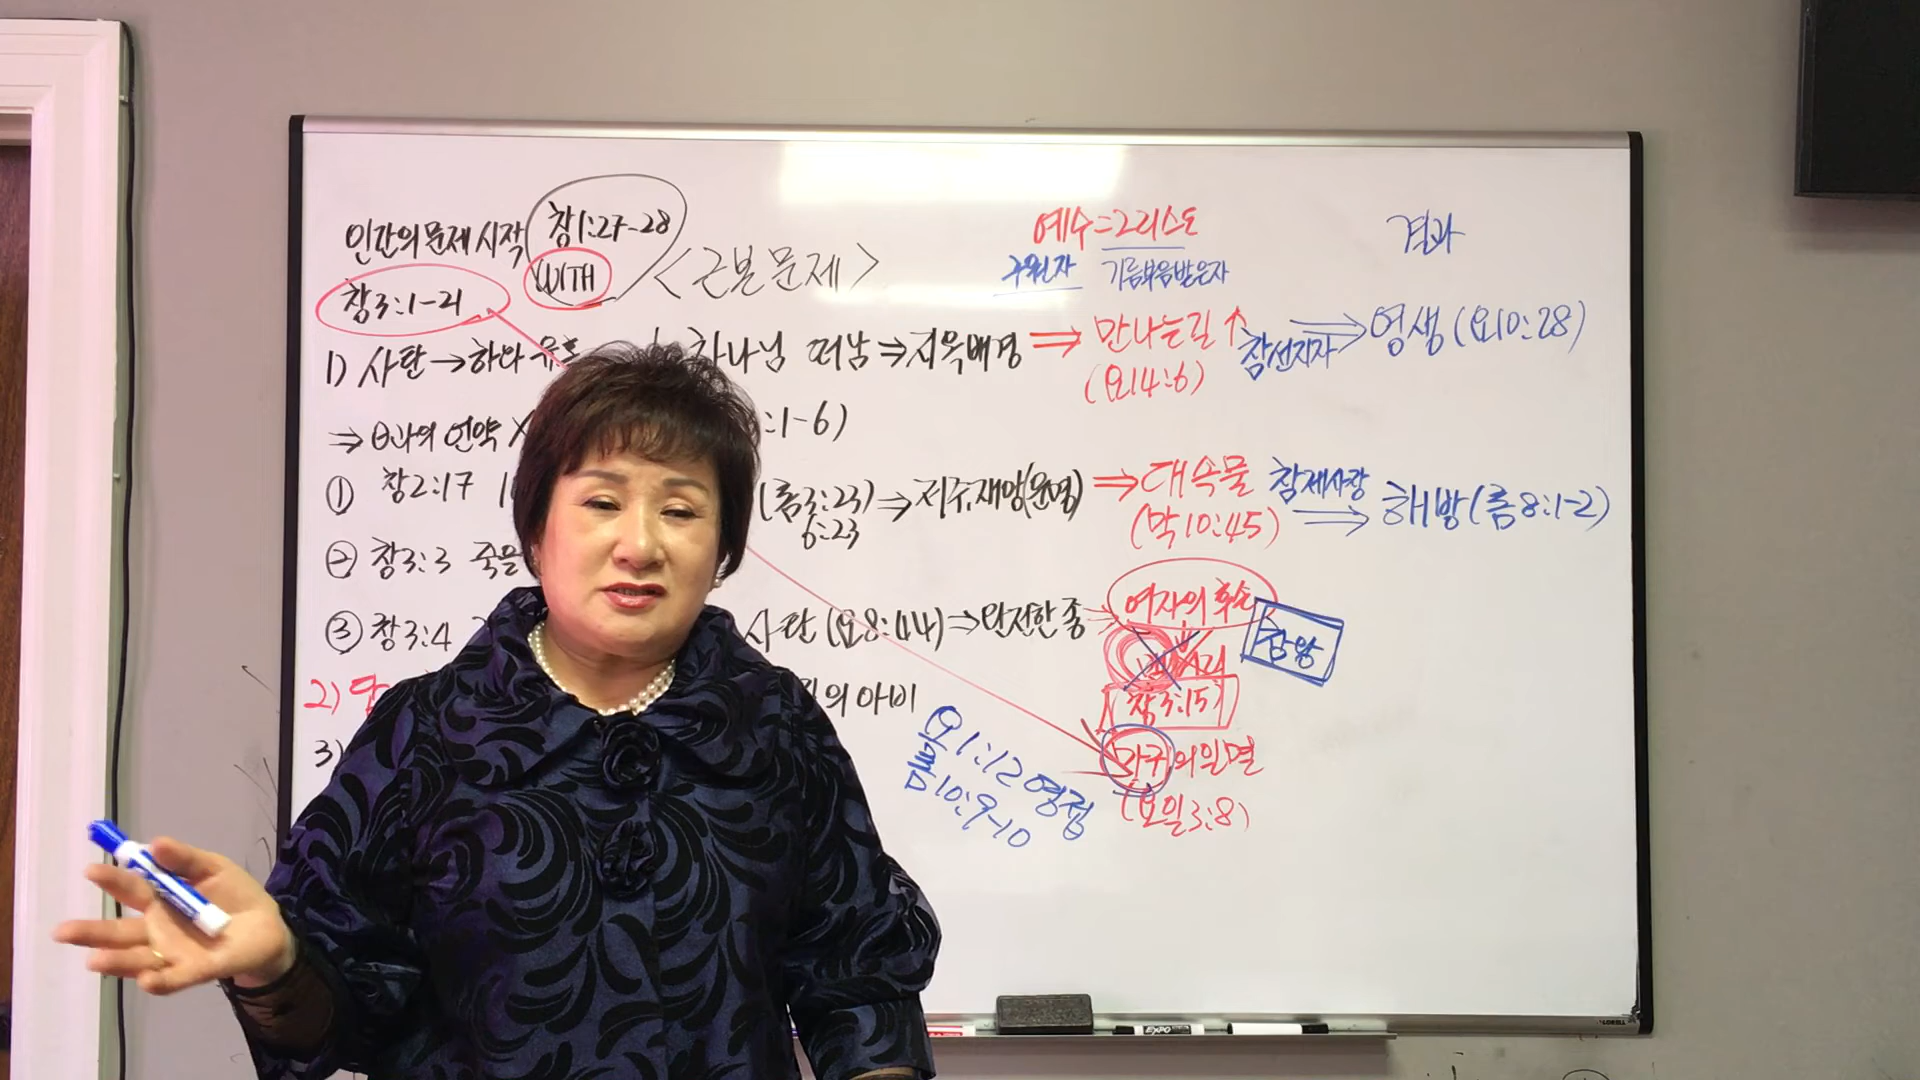 인간의 문제 시작 창1:27-28
WITH
<근본문제>
예수=그리스도
구원자 기름부음받은자
결과
창3:1-21
1) 사탄→하와 유혹 하나님 떠남⇒지옥배경⇒만나는길↑ 참선지자⇒영생(요10:28)
(요14:6)
⇒ 과의 언약 X :1-6)
① 창2:17 (롬3:23)⇒저주,재앙(운명)⇒대속물 참제사장⇒해방(롬8:1-2)
6:23 (막10:45)
② 창3:3 죽을
여자의 후손
③ 창3:4 사탄(요8:44)⇒완전한 종
참왕
창3:15
2)
의 아비
3)
마귀의 일 멸
(요일3:8)
요1:12 영접
롬10:9-10
EXPO